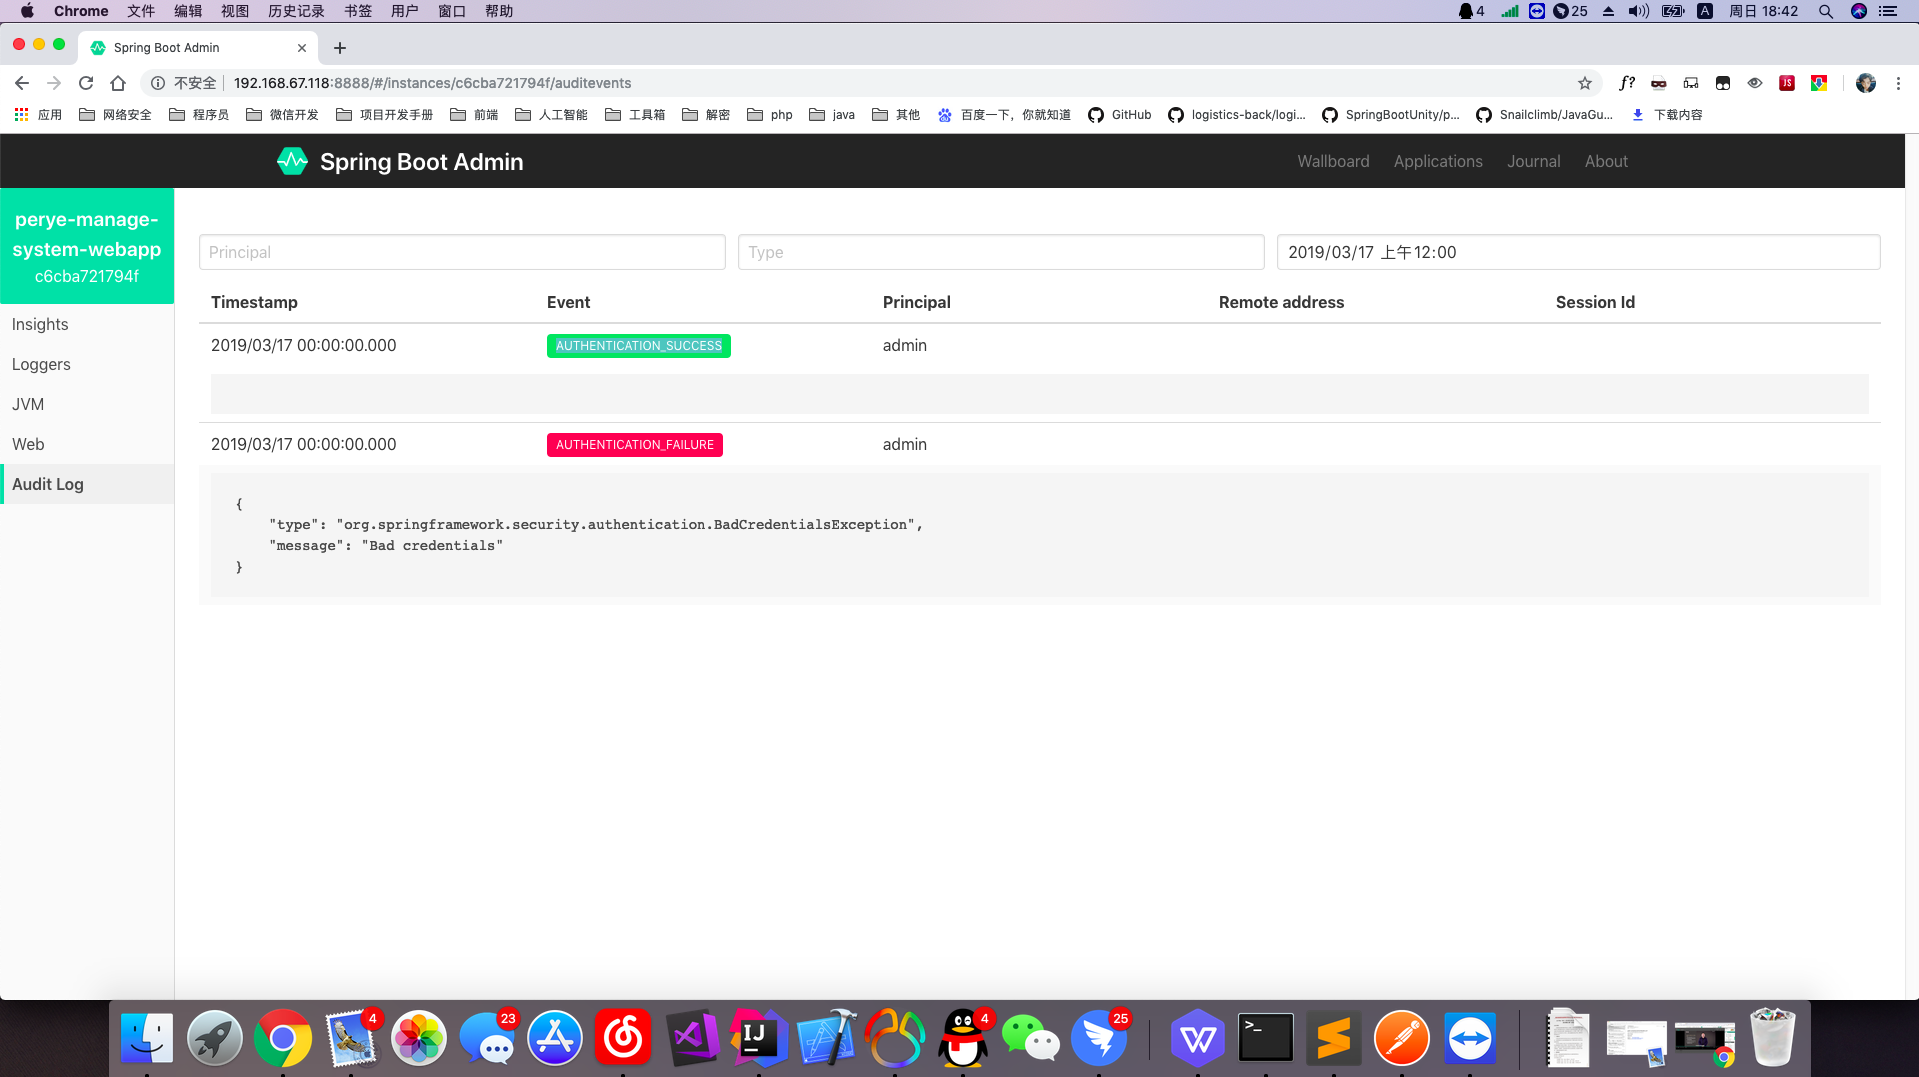 Chrome 文件 编辑 视图 历史记录 书签 用户 窗口 帮助 4 25 A 周日 18:42
Spring Boot Admin
不安全 192.168.67.118:8888/#/instances/c6cba721794f/auditevents f? JS
应用 网络安全 程序员 微信开发 项目开发手册 前端 人工智能 工具箱 解密 php java 其他 百度一下，你就知道 GitHub logistics-back/logi... SpringBootUnity/p... Snailclimb/JavaGu... 下载内容
Spring Boot Admin Wallboard Applications Journal About
perye-manage-
system-webapp
c6cba721794f
Insights
Loggers
JVM
Web
Audit Log
Principal Type 2019/03/17 上午12:00
Timestamp Event Principal Remote address Session Id
2019/03/17 00:00:00.000 AUTHENTICATION_SUCCESS admin
2019/03/17 00:00:00.000 AUTHENTICATION_FAILURE admin
{
"type": "org.springframework.security.authentication.BadCredentialsException",
"message": "Bad credentials"
}
4 23 IJ 4 25 >_